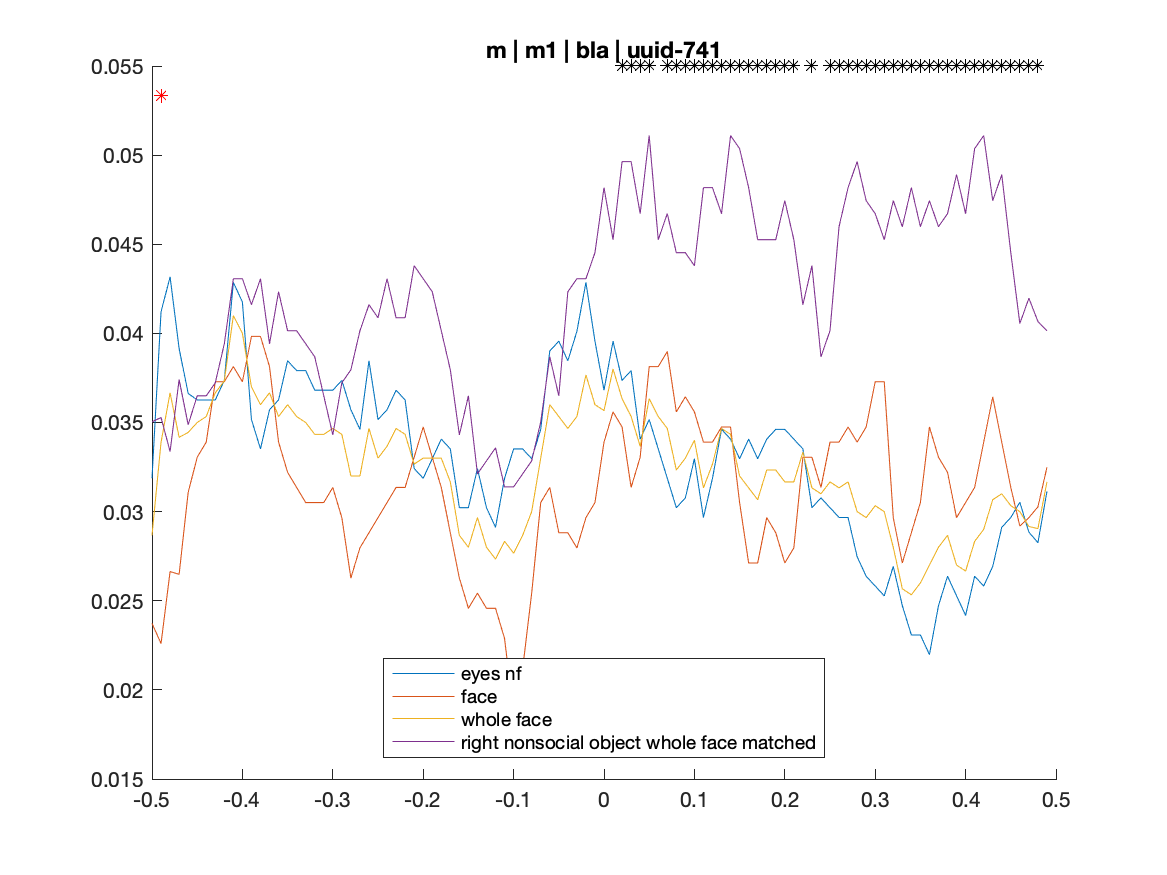 m | m1 | bla | uuid-741
0.055
0.05
0.045
0.04
0.035
0.03
0.025
0.02
0.015
eyes nf
face
whole face
right nonsocial object whole face matched
-0.5 -0.4 -0.3 -0.2 -0.1 0 0.1 0.2 0.3 0.4 0.5